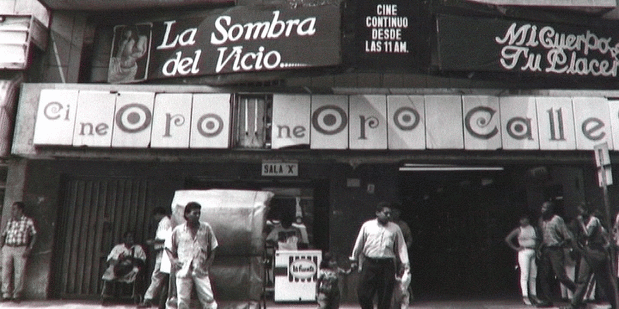 La Sombra
del Vicio.....
CINE
CONTINUO
DESDE
LAS 11 AM.
Mi Cuerpo
Tu Placer
Cine Oro
ne Oro Calle
SALA "X"